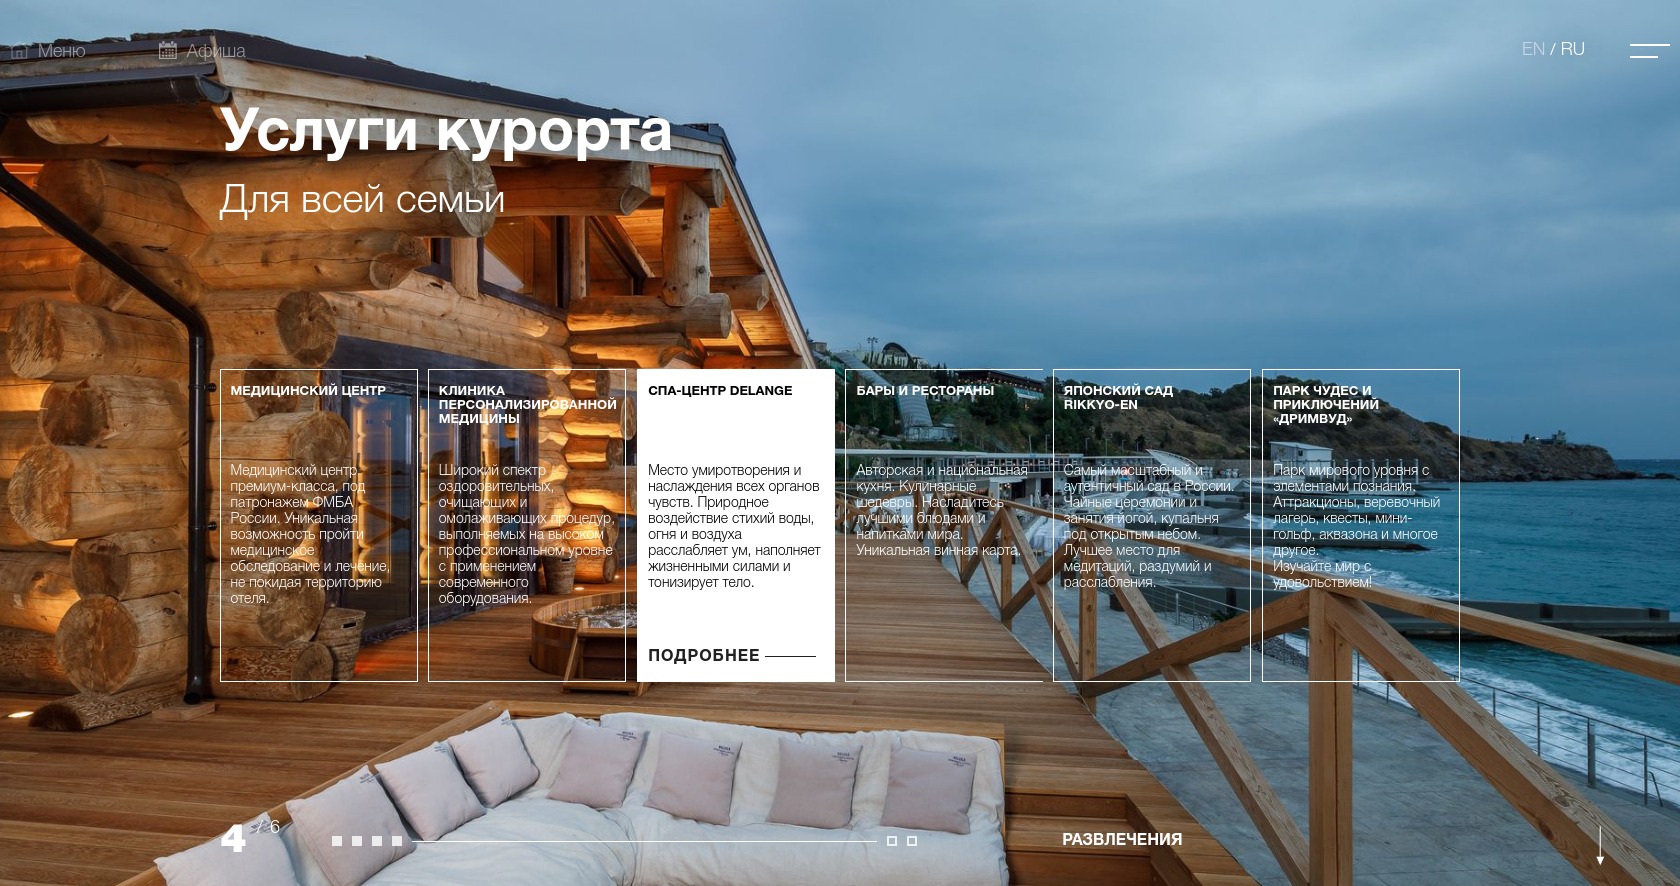 Меню
Афиша
EN / RU
Услуги курорта
Для всей семьи
МЕДИЦИНСКИЙ ЦЕНТР
Медицинский центр
премиум-класса, под
патронажем ФМБА
России. Уникальная
возможность пройти
медицинское
обследование и лечение,
не покидая территорию
отеля.
КЛИНИКА
ПЕРСОНАЛИЗИРОВАННОЙ
МЕДИЦИНЫ
Широкий спектр
оздоровительных,
очищающих и
омолаживающих процедур,
выполняемых на высоком
профессиональном уровне
с применением
современного
оборудования.
СПА-ЦЕНТР DELANGE
Место умиротворения и
наслаждения всех органов
чувств. Природное
воздействие стихий воды,
огня и воздуха
расслабляет ум, наполняет
жизненными силами и
тонизирует тело.
ПОДРОБНЕЕ
БАРЫ И РЕСТОРАНЫ
Авторская и национальная
кухня. Кулинарные
шедевры. Насладитесь
лучшими блюдами и
напитками мира.
Уникальная винная карта.
ЯПОНСКИЙ САД
RIKKYO-EN
Самый масштабный и
аутентичный сад в России.
Чайные церемонии и
занятия йогой, купальня
под открытым небом.
Лучшее место для
медитаций, раздумий и
расслабления.
ПАРК ЧУДЕС И
ПРИКЛЮЧЕНИЙ
«ДРИМВУД»
Парк мирового уровня с
элементами познания.
Аттракционы, веревочный
лагерь, квесты, мини-
гольф, аквазона и многое
другое.
Изучайте мир с
удовольствием!
4 / 6
РАЗВЛЕЧЕНИЯ